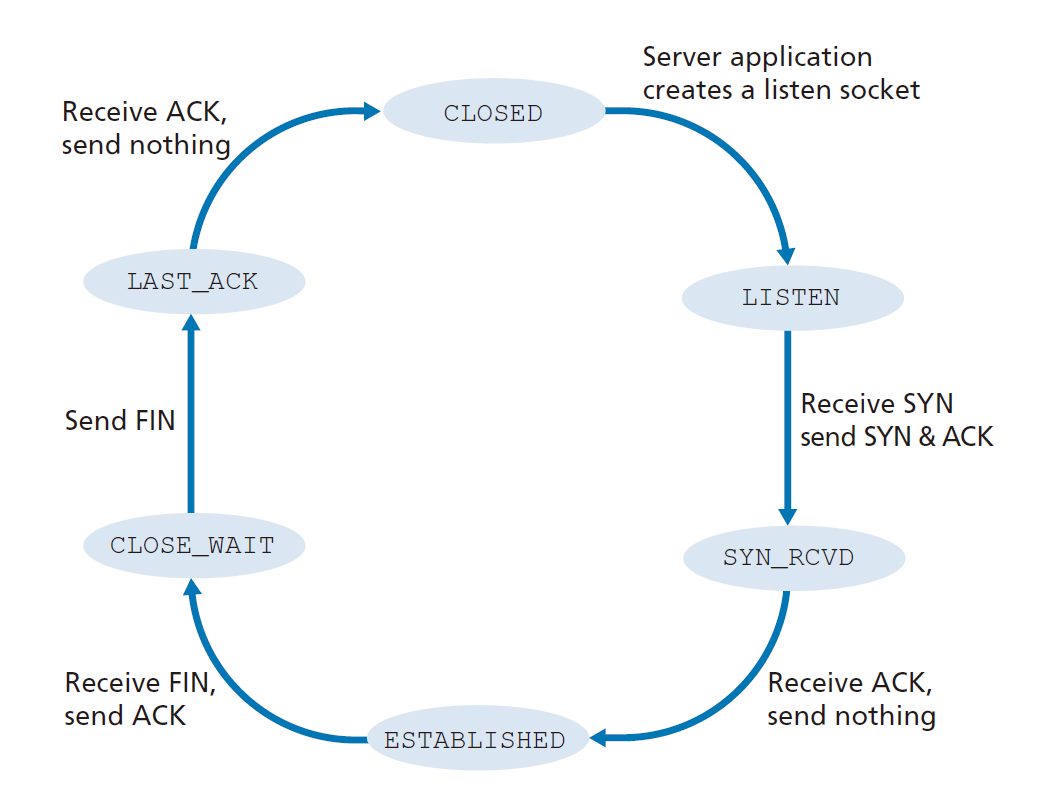 CLOSED
Server application
creates a listen socket
LISTEN
Receive SYN
send SYN & ACK
SYN_RCVD
Receive ACK,
send nothing
ESTABLISHED
Receive FIN,
send ACK
CLOSE_WAIT
Send FIN
LAST_ACK
Receive ACK,
send nothing